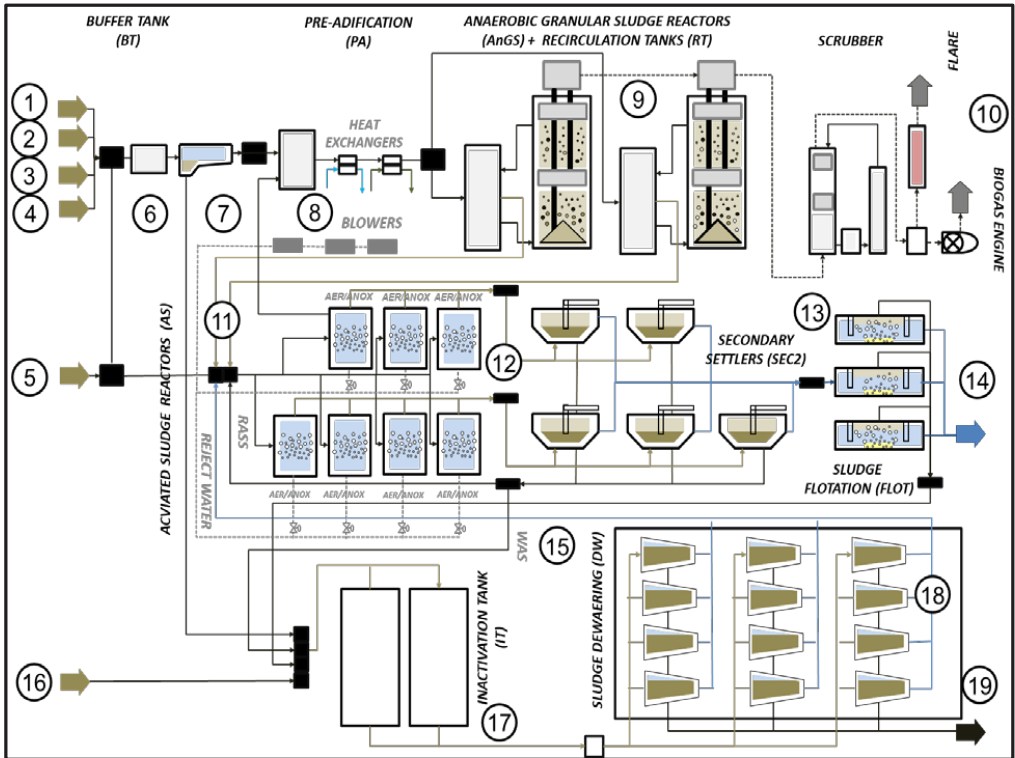 BUFFER TANK
(BT)
PRE-ADIFICATION
(PA)
ANAEROBIC GRANULAR SLUDGE REACTORS
(AnGS) + RECIRCULATION TANKS (RT)
SCRUBBER
FLARE
1
2
3
4
HEAT
EXCHANGERS
9
10
BIOGAS ENGINE
6
7
8
BLOWERS
AER/ANOX
AER/ANOX
AER/ANOX
11
12
13
5
ACVIATED SLUDGE REACTORS (AS)
SECONDARY
SETTLERS (SEC2)
14
RASS
REJECT WATER
SLUDGE
FLOTATION (FLOT)
AER/ANOX
AER/ANOX
AER/ANOX
AER/ANOX
WAS
15
INACTIVATION TANK
(IT)
SLUDGE DEWAERING (DW)
18
16
17
19